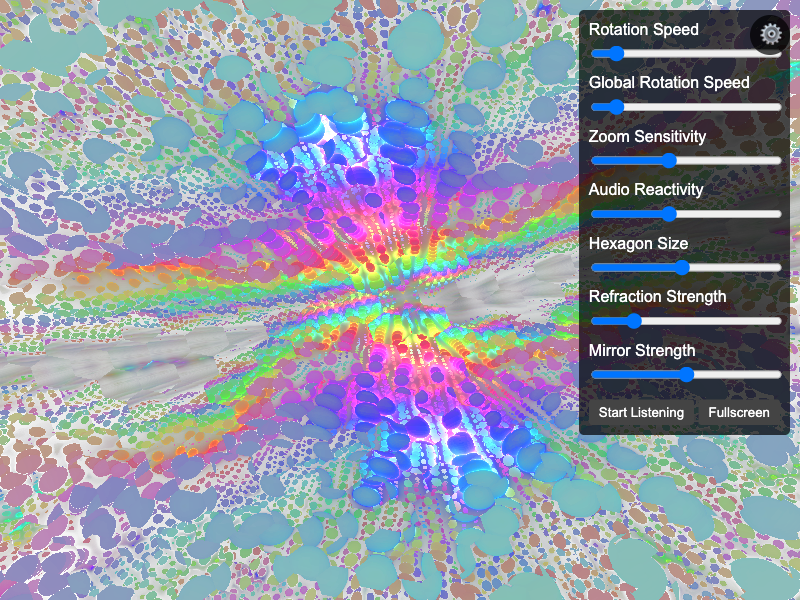 Rotation Speed
Global Rotation Speed
Zoom Sensitivity
Audio Reactivity
Hexagon Size
Refraction Strength
Mirror Strength
Start Listening Fullscreen